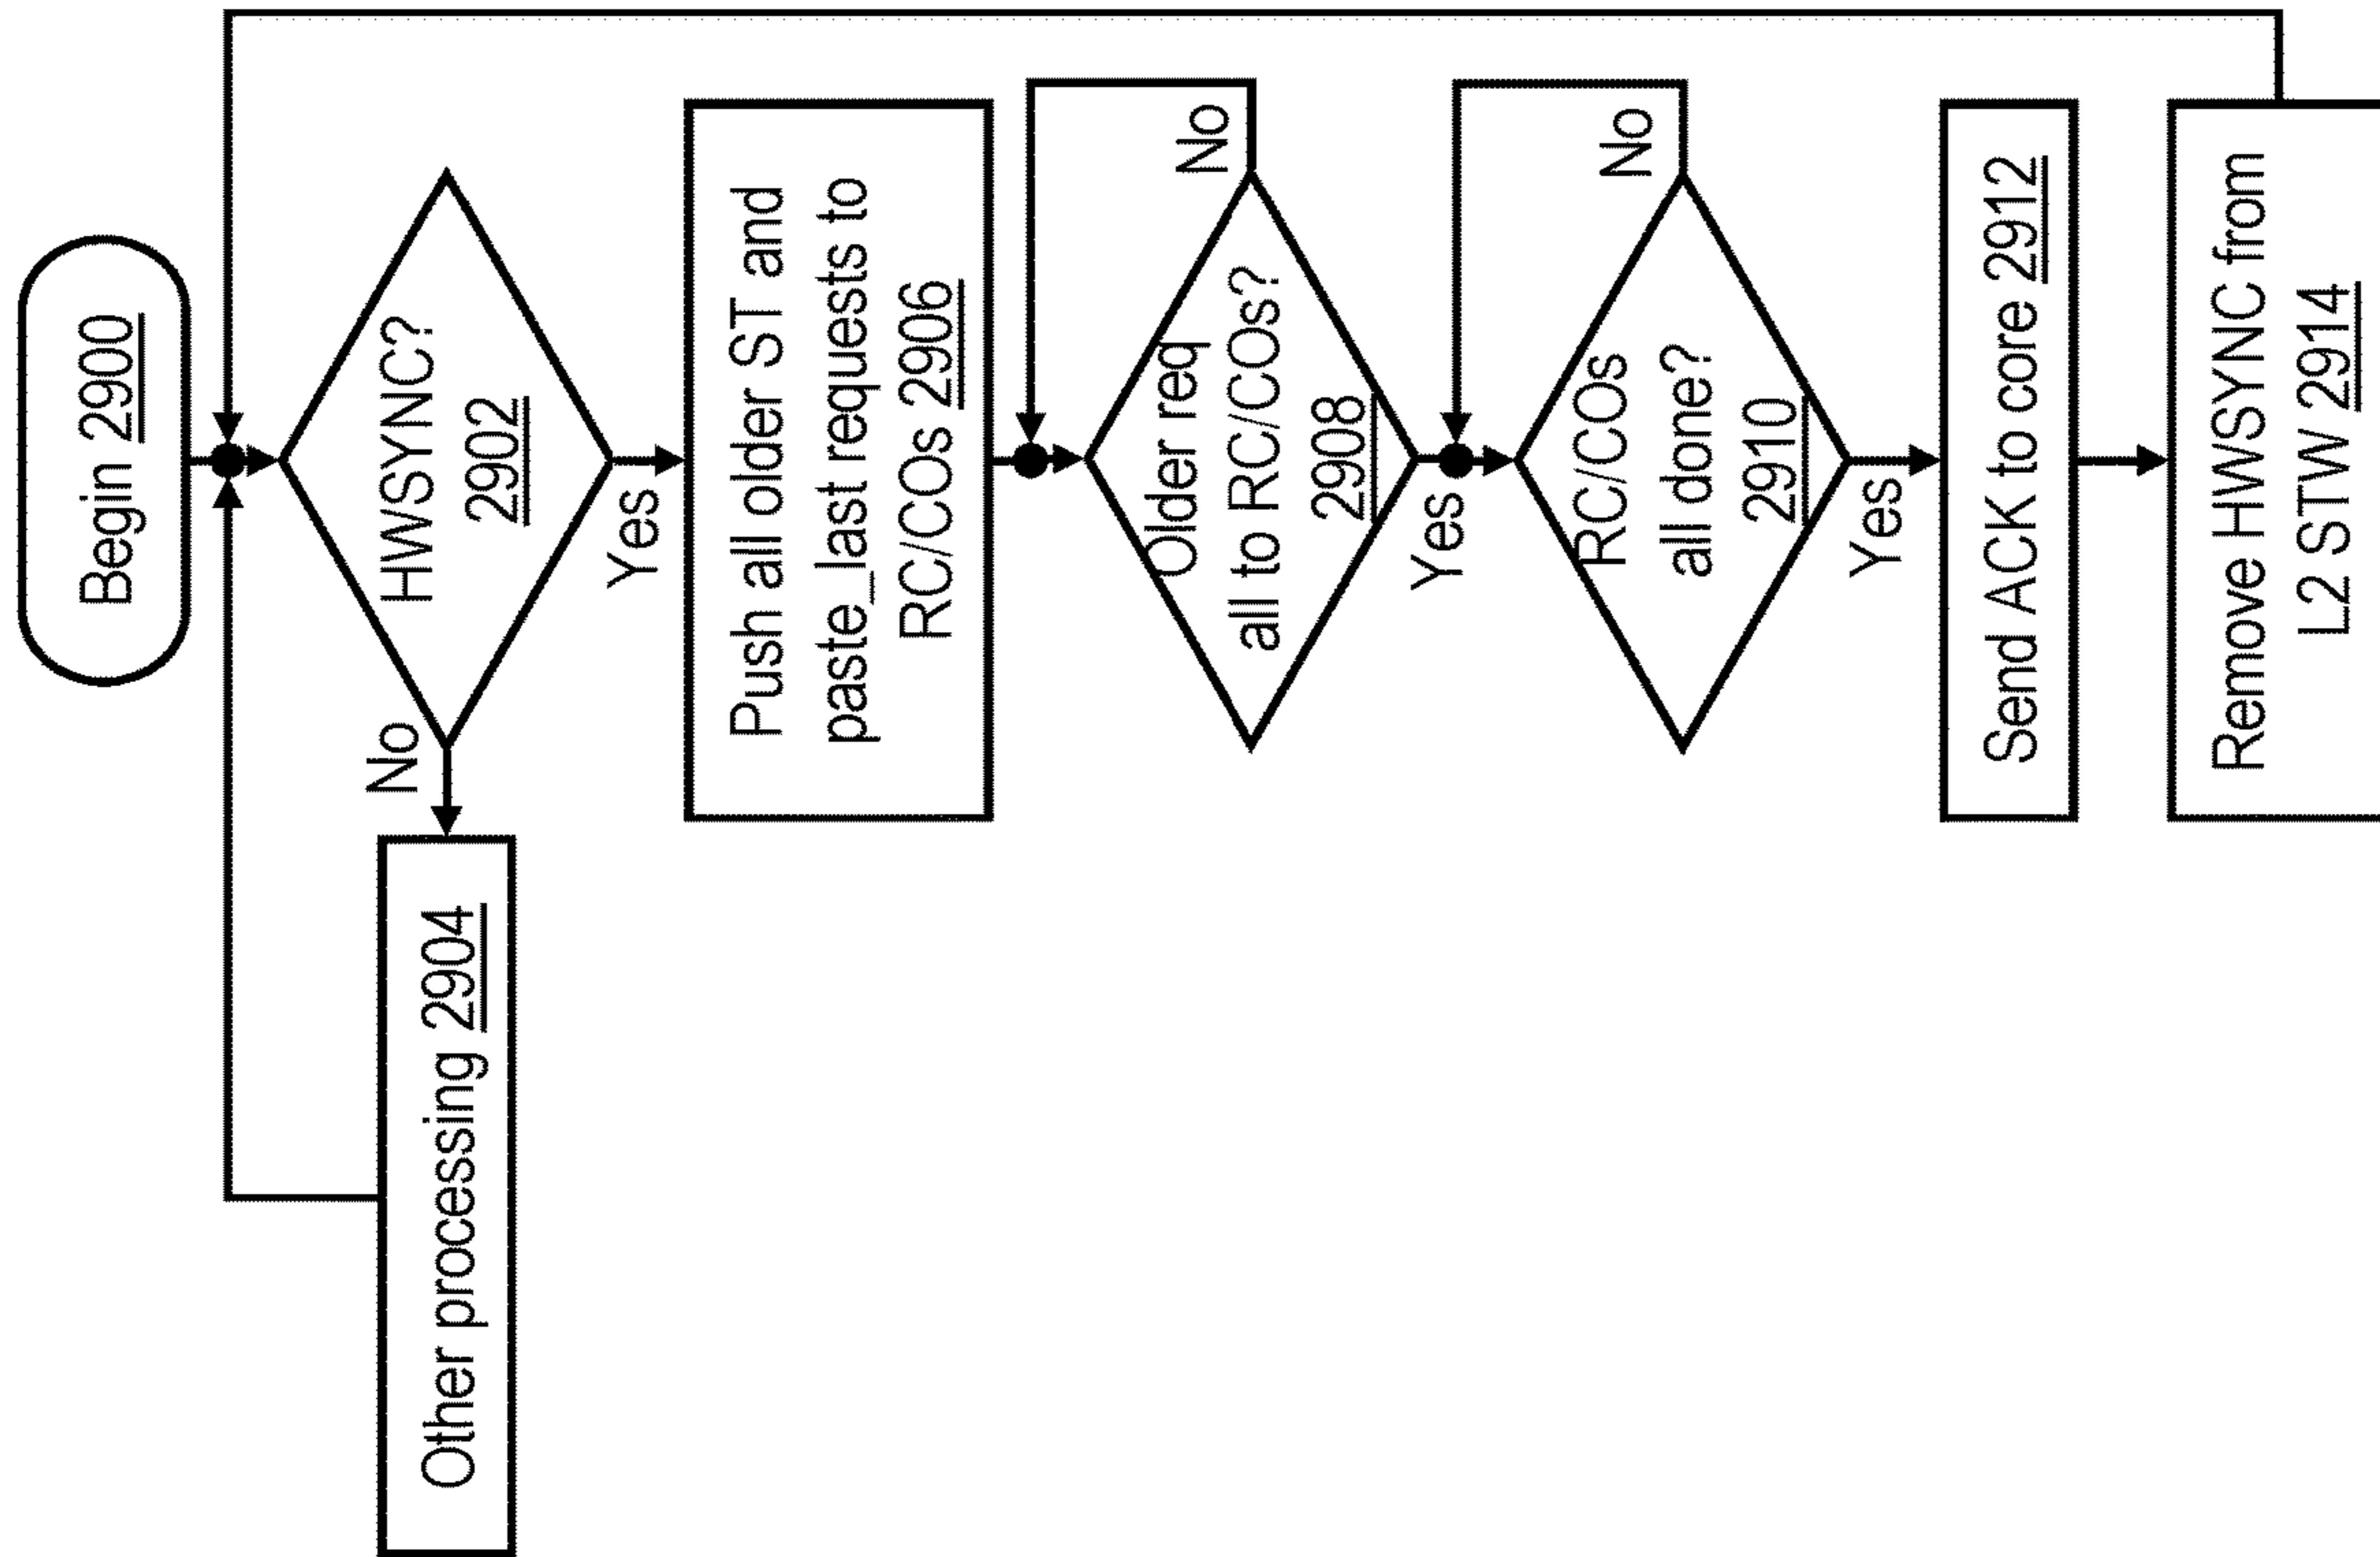 Begin 2900
HWSYNC?
2902
No
Yes
Other processing 2904
Push all older ST and
paste_last requests to
RC/COs 2906
Older req
all to RC/COs?
2908
No
Yes
RC/COs
all done?
2910
No
Yes
Send ACK to core 2912
Remove HWSYNC from
L2 STW 2914